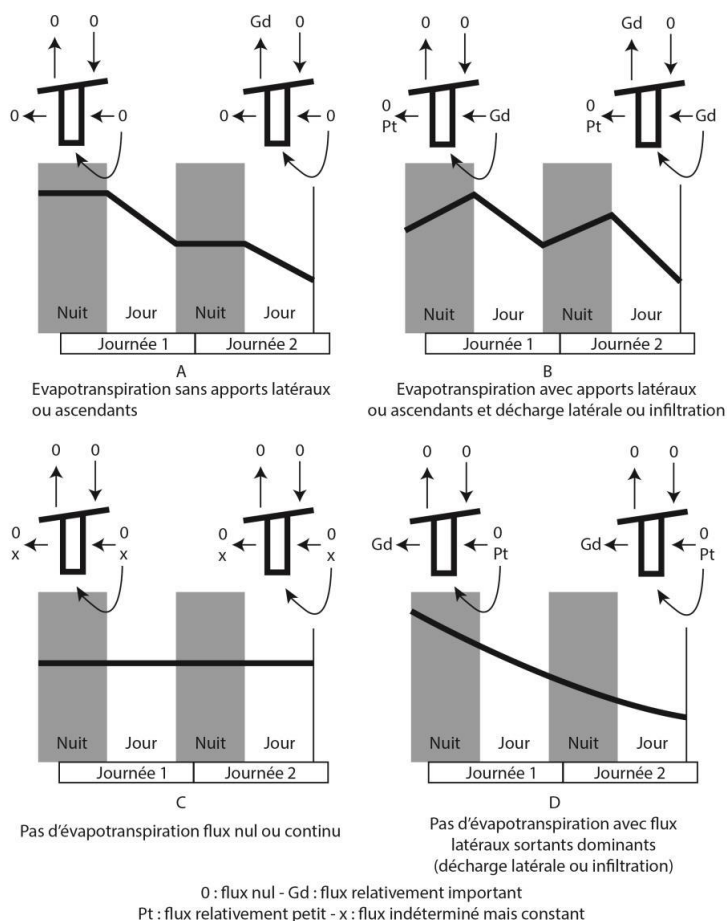 0 0
0 0
Nuit Jour Nuit Jour
Journée 1 Journée 2
Gd 0
0 0
A
Evapotranspiration sans apports latéraux
ou ascendants
0 0
0
Pt Gd
Gd 0
0
Pt Gd
Nuit Jour Nuit Jour
Journée 1 Journée 2
B
Evapotranspiration avec apports latéraux
ou ascendants et décharge latérale ou infiltration
0 0
0 0
x x
0 0
0 0
x x
Nuit Jour Nuit Jour
Journée 1 Journée 2
C
Pas d’évapotranspiration flux nul ou continu
0 0
0
Gd Pt
0 0
0
Gd Pt
Nuit Jour Nuit Jour
Journée 1 Journée 2
D
Pas d’évapotranspiration avec flux
latéraux sortants dominants
(décharge latérale ou infiltration)
0 : flux nul - Gd : flux relativement important
Pt : flux relativement petit - x : flux indéterminé mais constant